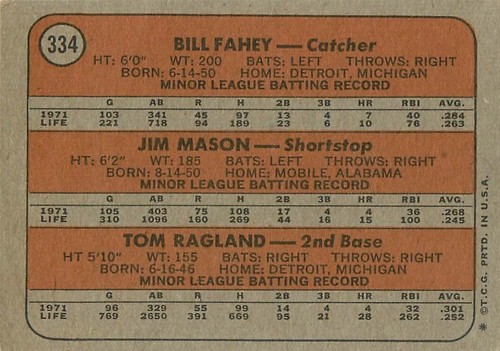 334
BILL FAHEY — Catcher
HT: 6'0" WT: 200 BATS: LEFT THROWS: RIGHT
BORN: 6-14-50 HOME: DETROIT, MICHIGAN
MINOR LEAGUE BATTING RECORD
G AB R H 2B 3B HR RBI AVG.
1971 103 341 45 97 13 4 7 40 .284
LIFE 221 718 94 189 23 6 10 76 .263
JIM MASON — Shortstop
HT: 6'2" WT: 185 BATS: LEFT THROWS: RIGHT
BORN: 8-14-50 HOME: MOBILE, ALABAMA
MINOR LEAGUE BATTING RECORD
G AB R H 2B 3B HR RBI AVG.
1971 105 403 75 108 17 4 4 36 .268
LIFE 310 1096 160 269 44 16 15 100 .245
TOM RAGLAND — 2nd Base
HT 5'10" WT: 155 BATS: RIGHT THROWS: RIGHT
BORN: 6-16-46 HOME: DETROIT, MICHIGAN
MINOR LEAGUE BATTING RECORD
G AB R H 2B 3B HR RBI AVG.
1971 96 329 55 99 14 4 4 32 .301
LIFE 769 2650 391 669 95 21 28 262 .252
* © T.C.G. PRTD. IN U.S.A.